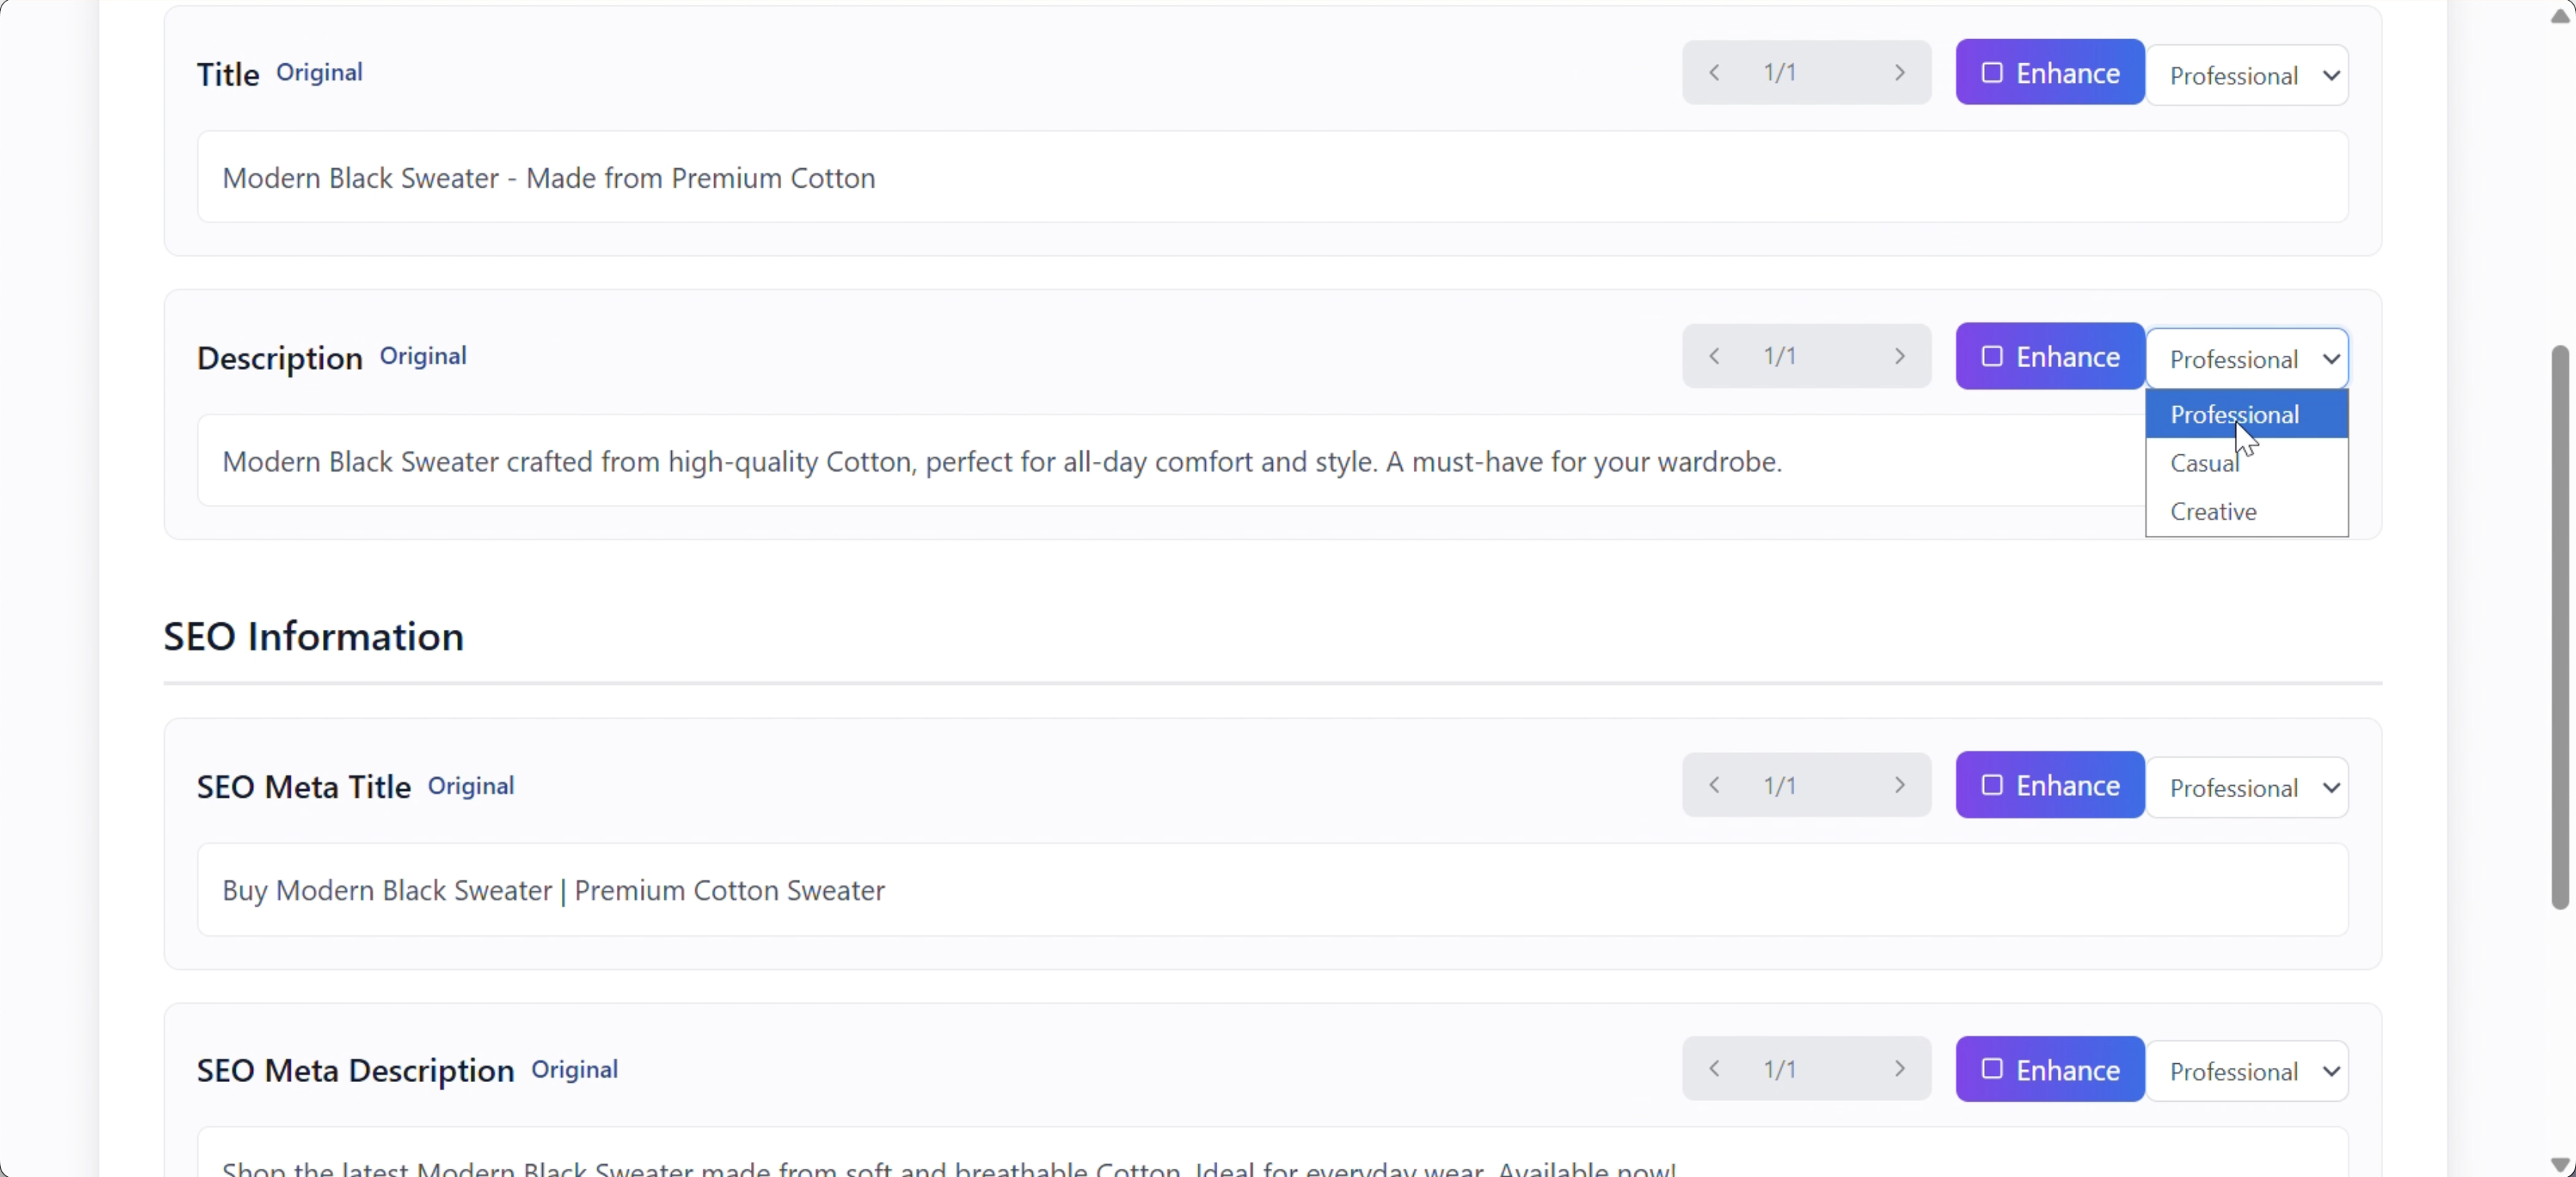 Title Original 1/1 Enhance Professional
Modern Black Sweater - Made from Premium Cotton
Description Original 1/1 Enhance Professional
Professional
Modern Black Sweater crafted from high-quality Cotton, perfect for all-day comfort and style. A must-have for your wardrobe.
Casual
Creative
SEO Information
SEO Meta Title Original 1/1 Enhance Professional
Buy Modern Black Sweater | Premium Cotton Sweater
SEO Meta Description Original 1/1 Enhance Professional
Shop the latest Modern Black Sweater made from soft and breathable Cotton. Ideal for everyday wear. Available now!